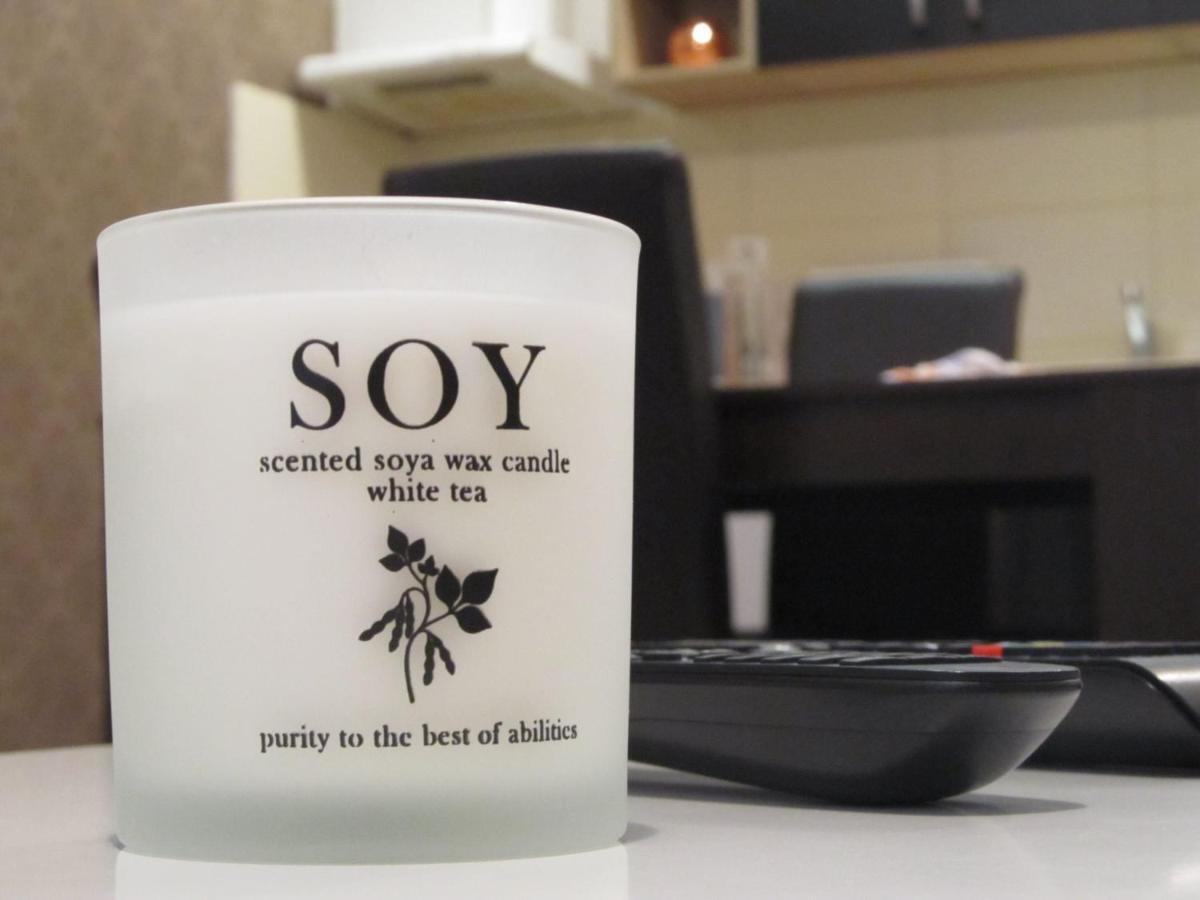 SOY
scented soya wax candle
white tea
purity to the best of abilities